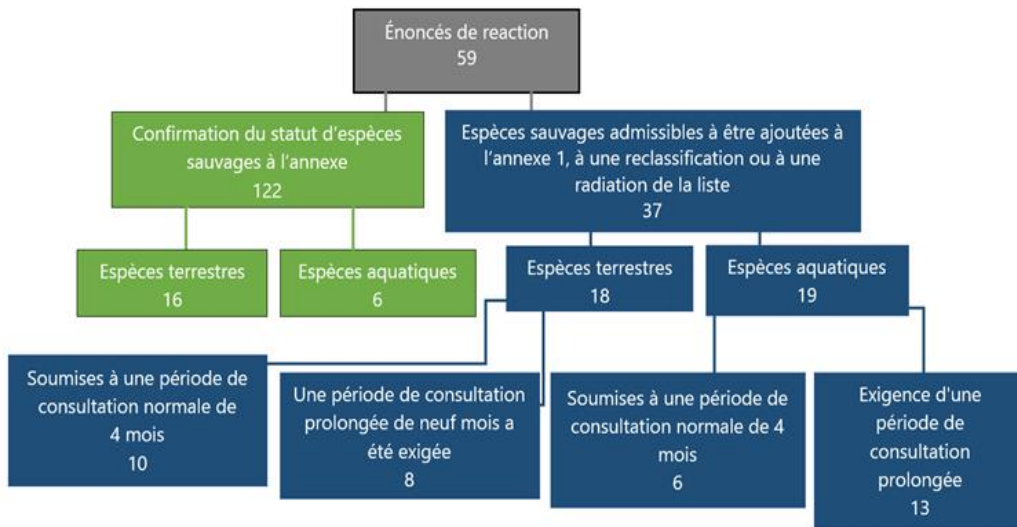 Énoncés de reaction
59
Confirmation du statut d'espèces
sauvages à l'annexe
122
Espèces sauvages admissibles à être ajoutées à
l'annexe 1, à une reclassification ou à une
radiation de la liste
37
Espèces terrestres
16
Espèces aquatiques
6
Espèces terrestres
18
Espèces aquatiques
19
Soumises à une période de
consultation normale de
4 mois
10
Une période de consultation
prolongée de neuf mois a
été exigée
8
Soumises à une période de
consultation normale de 4
mois
6
Exigence d'une
période de
consultation
prolongée
13